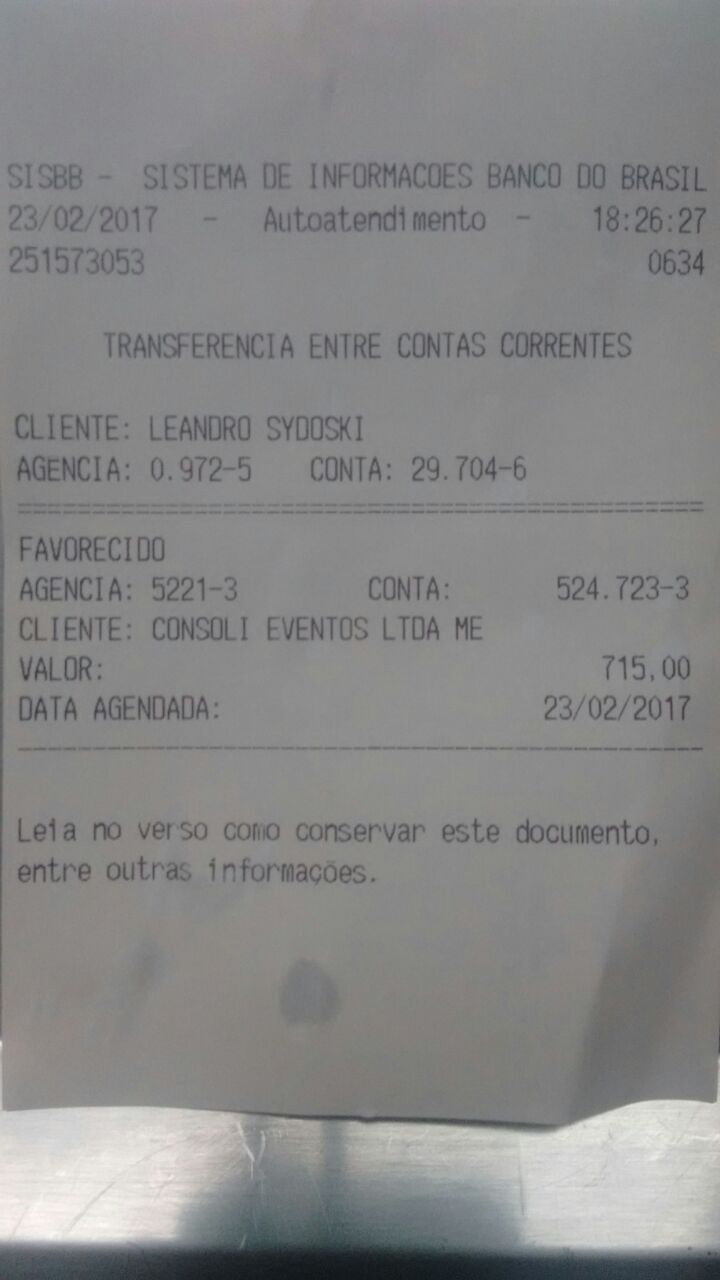 SISBB - SISTEMA DE INFORMACOES BANCO DO BRASIL
23/02/2017 - Autoatendimento - 18:26:27
251573053 0634
TRANSFERENCIA ENTRE CONTAS CORRENTES
CLIENTE: LEANDRO SYDOSKI
AGENCIA: 0.972-5 CONTA: 29.704-6
FAVORECIDO
AGENCIA: 5221-3 CONTA: 524.723-3
CLIENTE: CONSOLI EVENTOS LTDA ME
VALOR: 715,00
DATA AGENDADA: 23/02/2017
Leia no verso como conservar este documento,
entre outras informações.